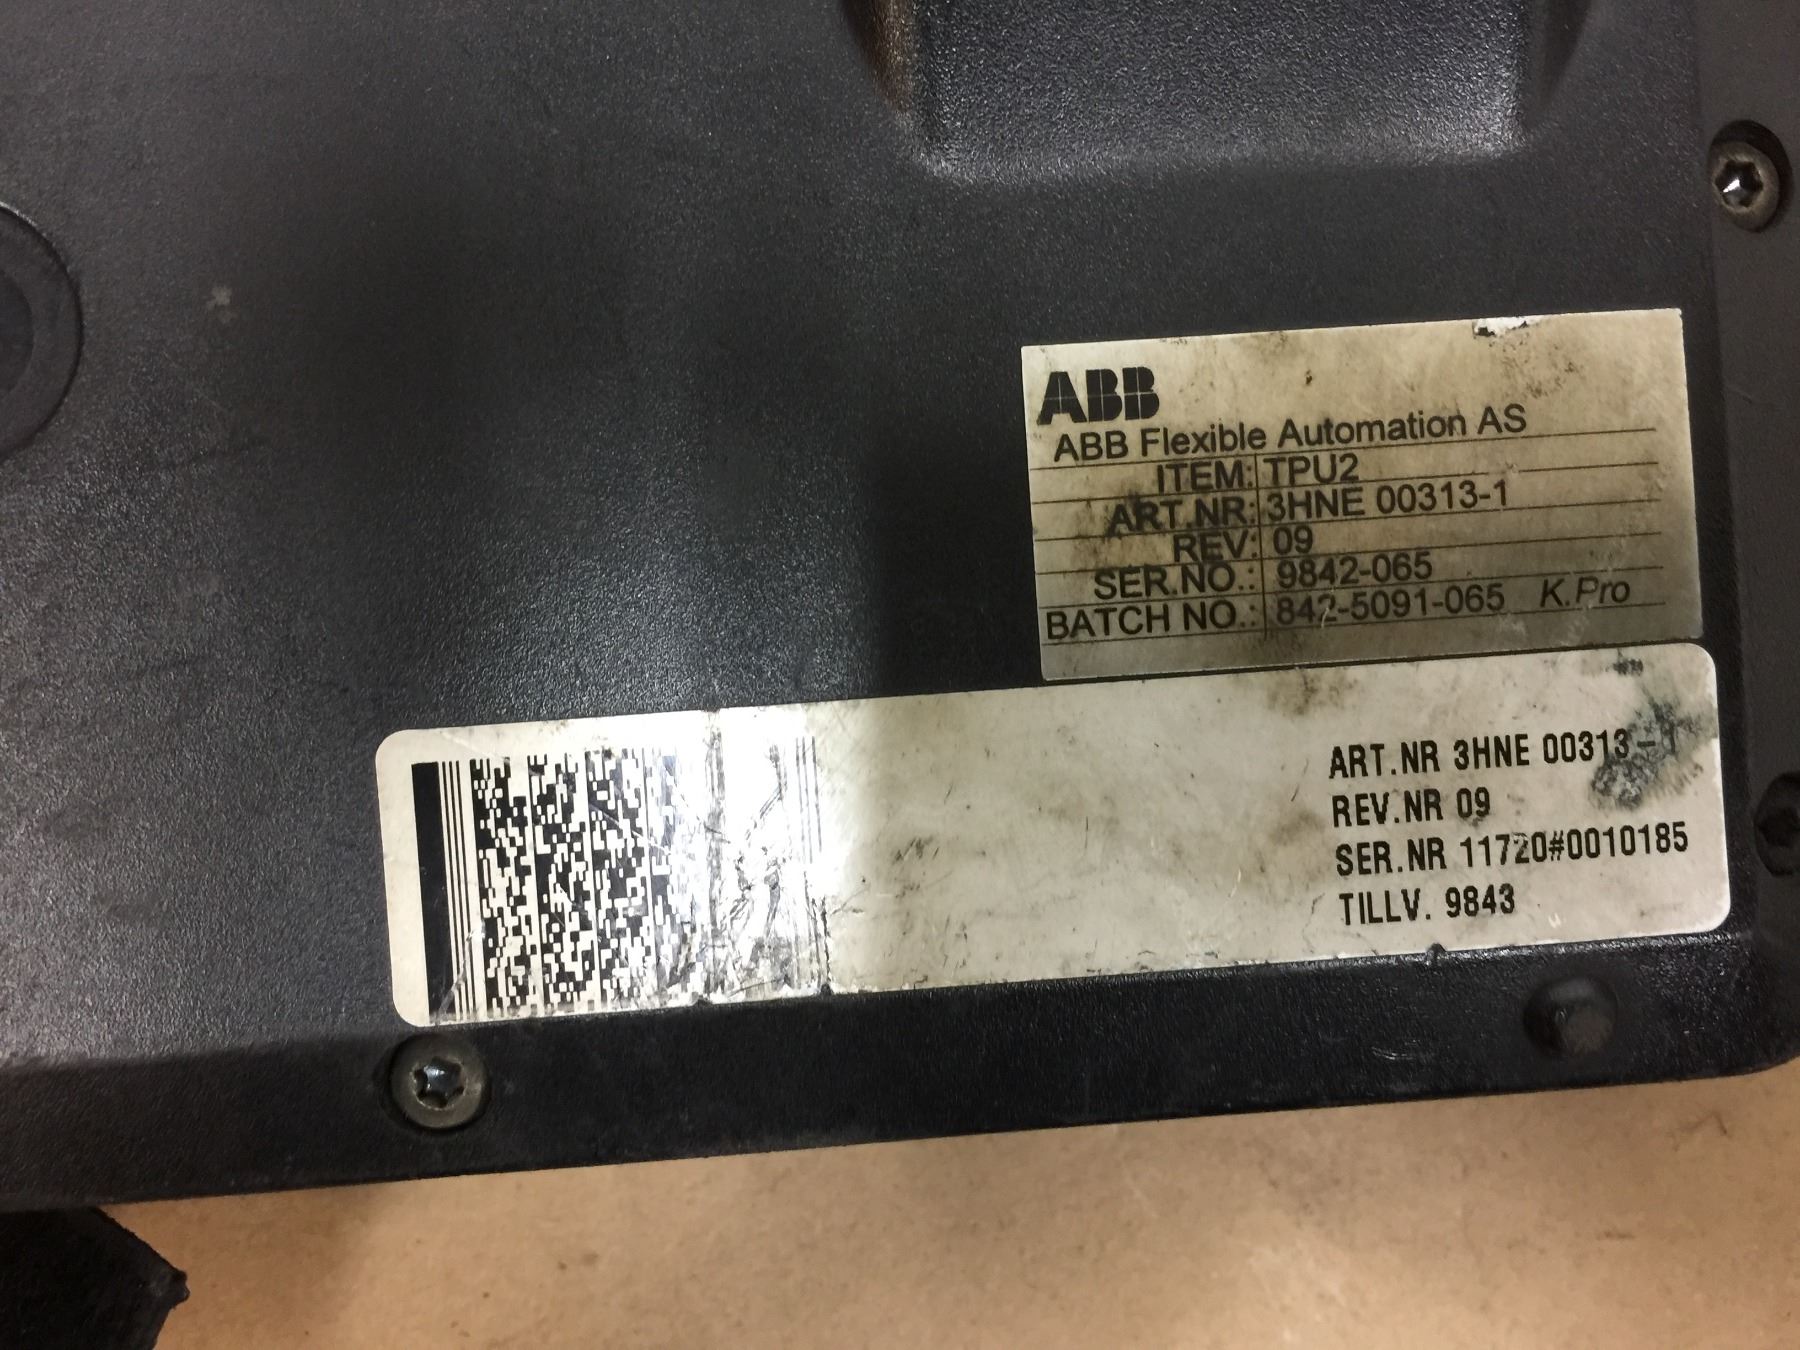 ABB
ABB Flexible Automation AS
ITEM: TPU2
ART.NR: 3HNE 00313-1
REV: 09
SER.NO.: 9842-065
BATCH NO.: 842-5091-065 K.Pro
ART.NR 3HNE 00313-1
REV.NR 09
SER.NR 11720#0010185
TILLV. 9843